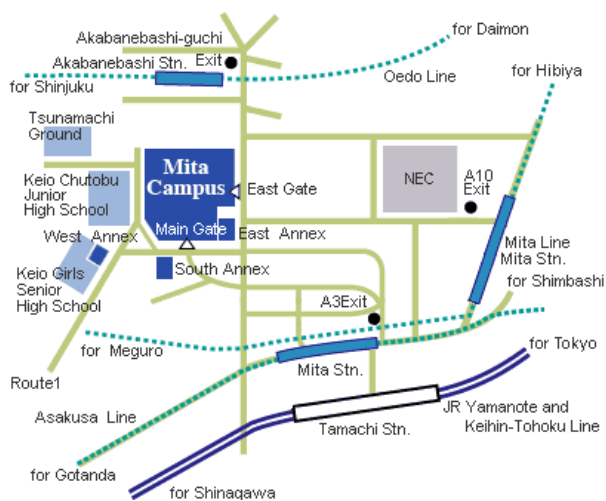 Akabanebashi-guchi
Exit
Akabanebashi Stn.
for Daimon
Oedo Line
for Hibiya
for Shinjuku
Tsunamachi
Ground
Mita
Campus
NEC
A10
Exit
Keio Chutobu
Junior
High School
East Gate
Main Gate
West Annex
East Annex
Mita Line
Mita Stn.
South Annex
Keio Girls
Senior
High School
for Shimbashi
A3Exit
for Meguro
for Tokyo
Mita Stn.
Route1
Asakusa Line
JR Yamanote and
Keihin-Tohoku Line
Tamachi Stn.
for Gotanda
for Shinagawa